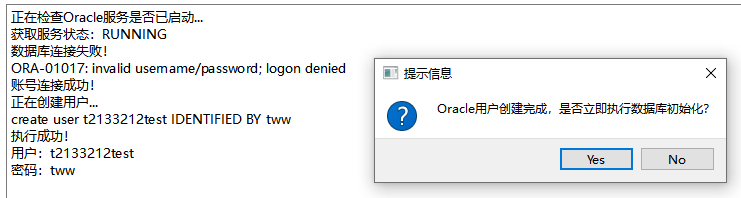 正在检查Oracle服务是否已启动...
获取服务状态：RUNNING
数据库连接失败！
ORA-01017: invalid username/password; logon denied
账号连接成功！
正在创建用户...
create user t2133212test IDENTIFIED BY tww
执行成功！
用户：t2133212test
密码：tww
提示信息
Oracle用户创建完成，是否立即执行数据库初始化?
Yes
No